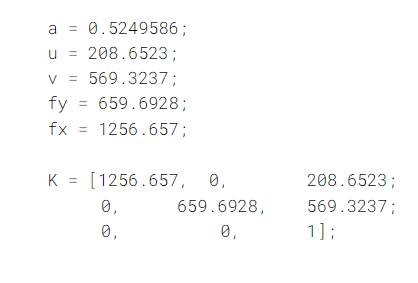 a = 0.5249586;
u = 208.6523;
v = 569.3237;
fy = 659.6928;
fx = 1256.657;
K = [1256.657, 0, 208.6523;
0, 659.6928, 569.3237;
0, 0, 1];